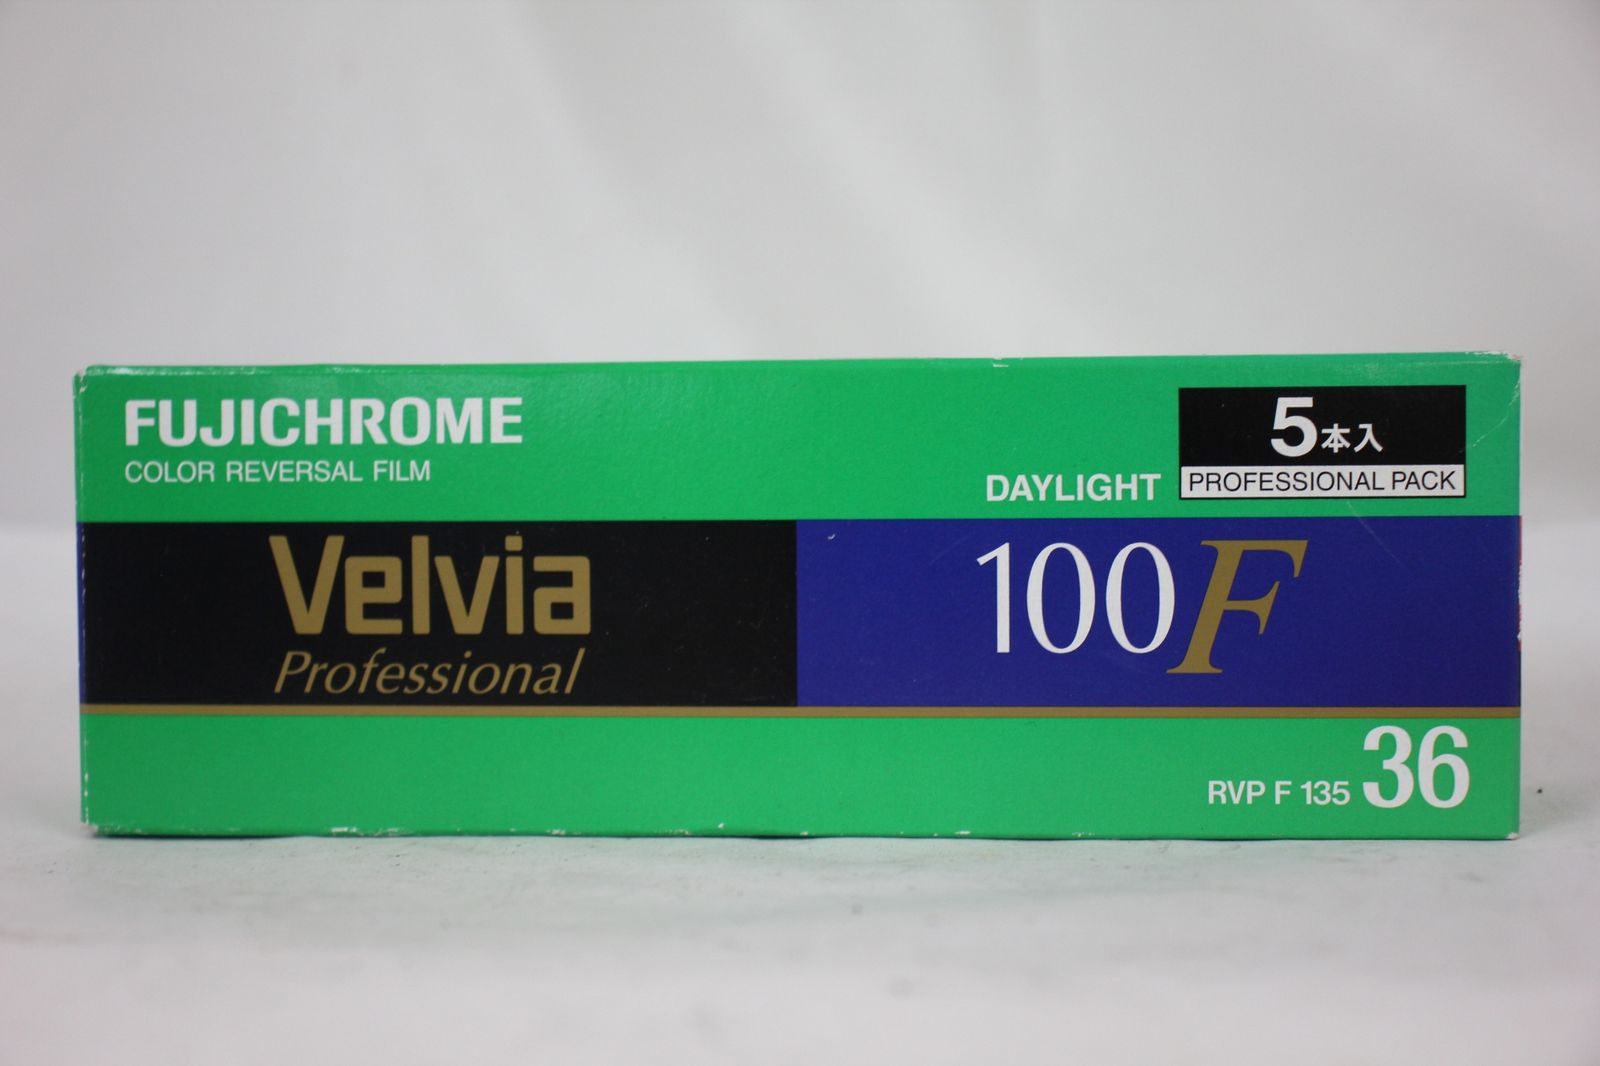 FUJICHROME
COLOR REVERSAL FILM
DAYLIGHT
5本入
PROFESSIONAL PACK
Velvia
Professional
100F
RVP F 135 36